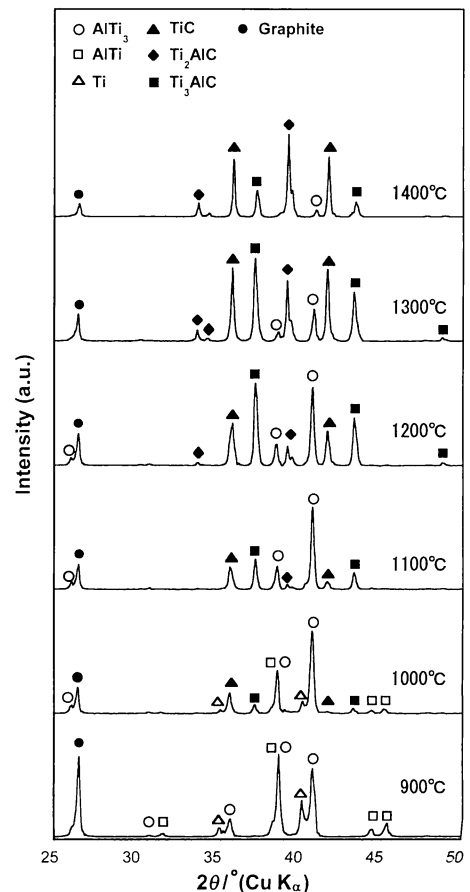 AlTi3 TiC Graphite
AlTi Ti2AlC
Ti Ti3AlC
1400°C
1300°C
1200°C
1100°C
1000°C
900°C
Intensity (a.u.)
25 30 35 40 45 50
2θ/°(Cu Kα)